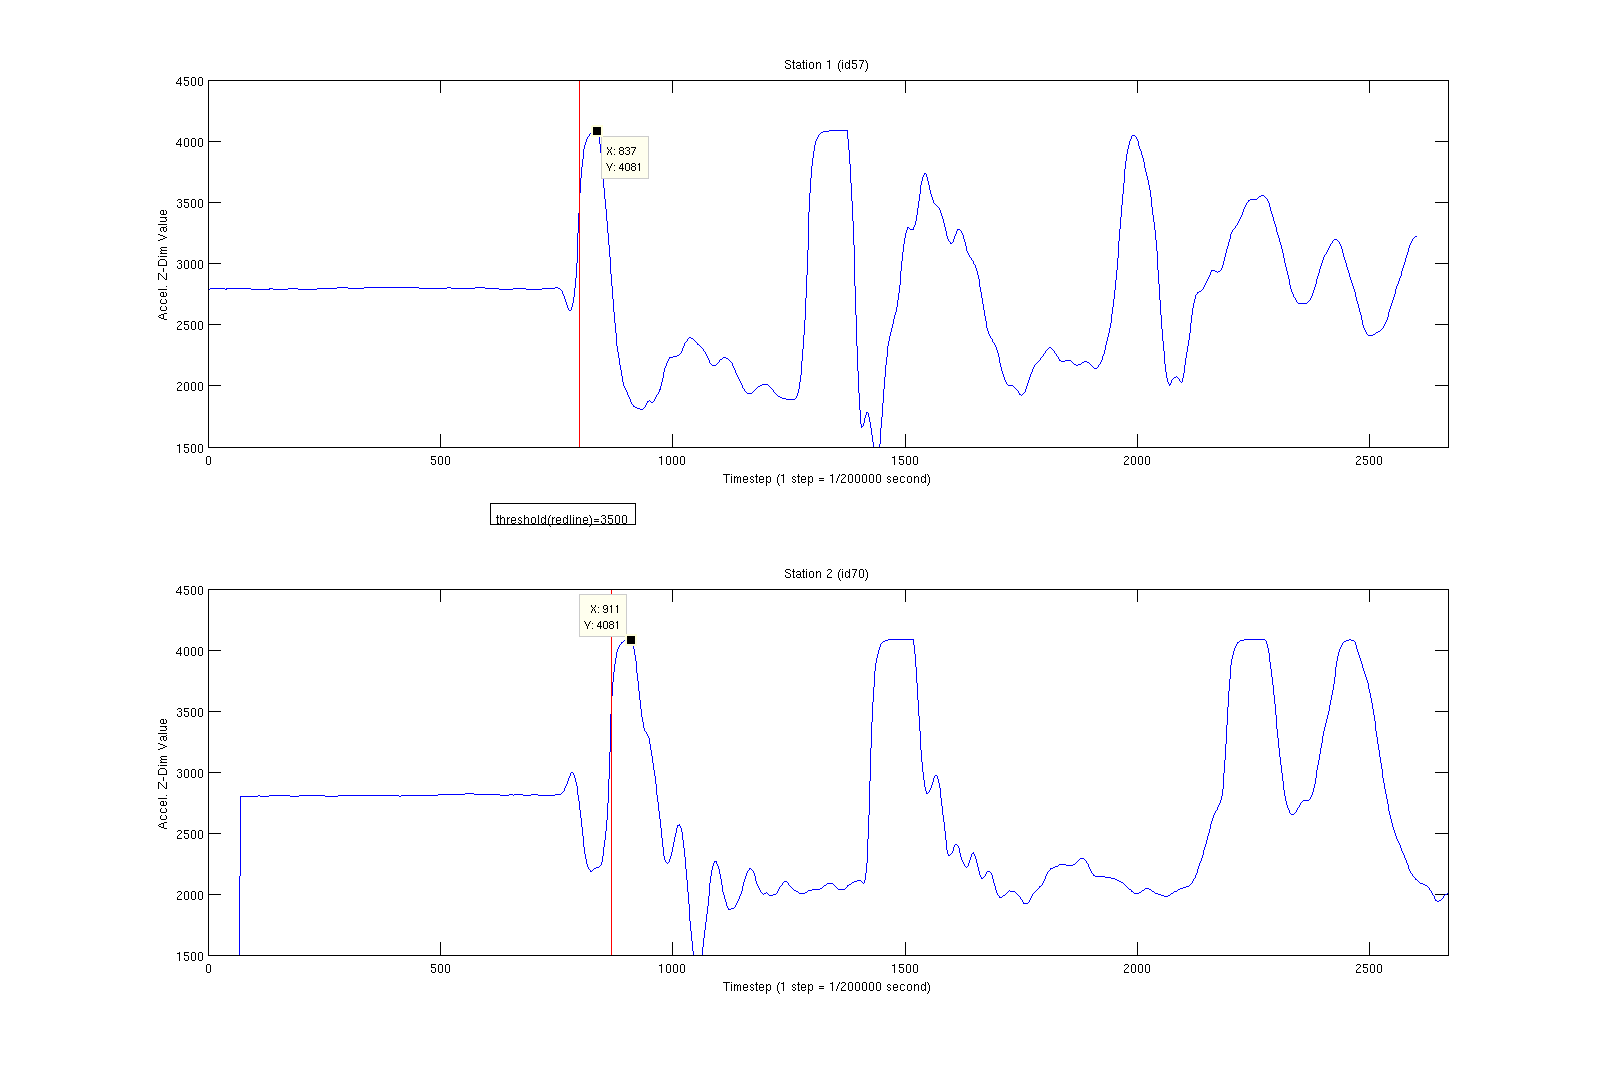 Station 1 (id57)
4500
4000
3500
3000
2500
2000
1500
Accel. Z-Dim Value
X: 837
Y: 4081
0 500 1000 1500 2000 2500
Timestep (1 step = 1/200000 second)
threshold(redline)=3500
Station 2 (id70)
4500
4000
3500
3000
2500
2000
1500
Accel. Z-Dim Value
X: 911
Y: 4081
0 500 1000 1500 2000 2500
Timestep (1 step = 1/200000 second)